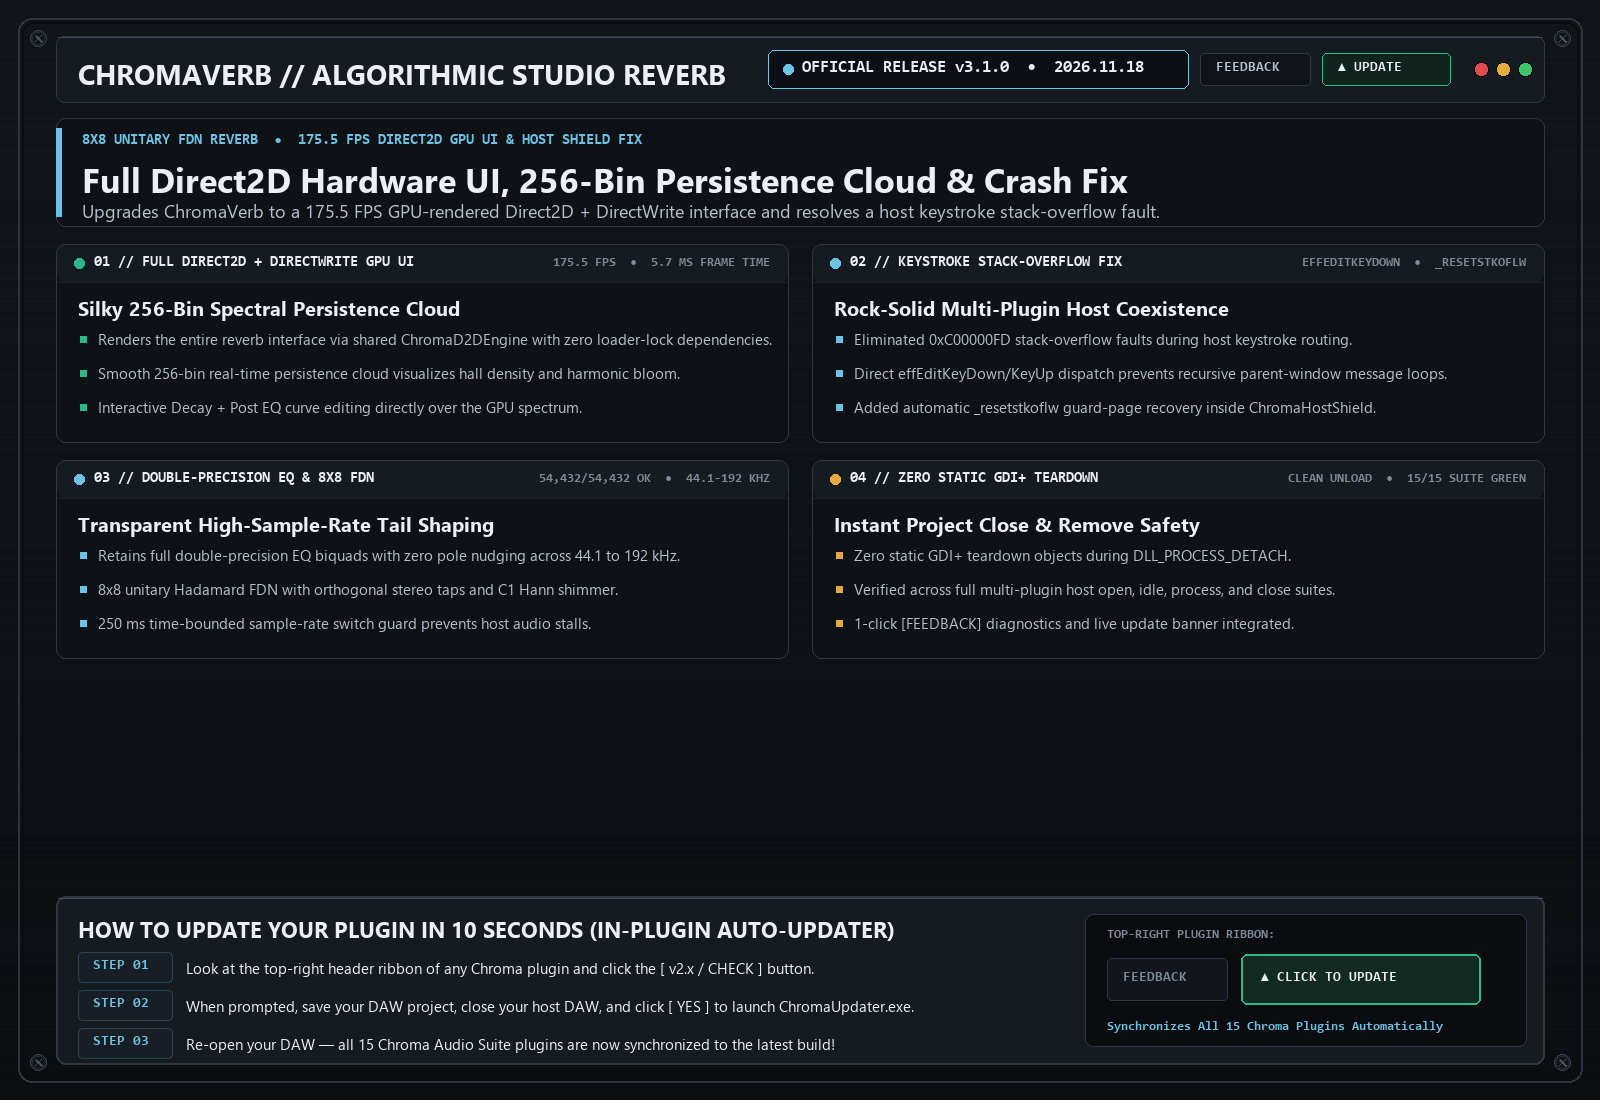 CHROMAVERB // ALGORITHMIC STUDIO REVERB
OFFICIAL RELEASE v3.1.0 • 2026.11.18
FEEDBACK
▲ UPDATE
8X8 UNITARY FDN REVERB • 175.5 FPS DIRECT2D GPU UI & HOST SHIELD FIX
Full Direct2D Hardware UI, 256-Bin Persistence Cloud & Crash Fix
Upgrades ChromaVerb to a 175.5 FPS GPU-rendered Direct2D + DirectWrite interface and resolves a host keystroke stack-overflow fault.
01 // FULL DIRECT2D + DIRECTWRITE GPU UI
175.5 FPS • 5.7 MS FRAME TIME
Silky 256-Bin Spectral Persistence Cloud
Renders the entire reverb interface via shared ChromaD2DEngine with zero loader-lock dependencies.
Smooth 256-bin real-time persistence cloud visualizes hall density and harmonic bloom.
Interactive Decay + Post EQ curve editing directly over the GPU spectrum.
02 // KEYSTROKE STACK-OVERFLOW FIX
EFFEDITKEYDOWN • _RESETSTKOFLW
Rock-Solid Multi-Plugin Host Coexistence
Eliminated 0xC00000FD stack-overflow faults during host keystroke routing.
Direct effEditKeyDown/KeyUp dispatch prevents recursive parent-window message loops.
Added automatic _resetstkoflw guard-page recovery inside ChromaHostShield.
03 // DOUBLE-PRECISION EQ & 8X8 FDN
54,432/54,432 OK • 44.1-192 KHZ
Transparent High-Sample-Rate Tail Shaping
Retains full double-precision EQ biquads with zero pole nudging across 44.1 to 192 kHz.
8x8 unitary Hadamard FDN with orthogonal stereo taps and C1 Hann shimmer.
250 ms time-bounded sample-rate switch guard prevents host audio stalls.
04 // ZERO STATIC GDI+ TEARDOWN
CLEAN UNLOAD • 15/15 SUITE GREEN
Instant Project Close & Remove Safety
Zero static GDI+ teardown objects during DLL_PROCESS_DETACH.
Verified across full multi-plugin host open, idle, process, and close suites.
1-click [FEEDBACK] diagnostics and live update banner integrated.
HOW TO UPDATE YOUR PLUGIN IN 10 SECONDS (IN-PLUGIN AUTO-UPDATER)
STEP 01
Look at the top-right header ribbon of any Chroma plugin and click the [ v2.x / CHECK ] button.
STEP 02
When prompted, save your DAW project, close your host DAW, and click [ YES ] to launch ChromaUpdater.exe.
STEP 03
Re-open your DAW — all 15 Chroma Audio Suite plugins are now synchronized to the latest build!
TOP-RIGHT PLUGIN RIBBON:
FEEDBACK
▲ CLICK TO UPDATE
Synchronizes All 15 Chroma Plugins Automatically